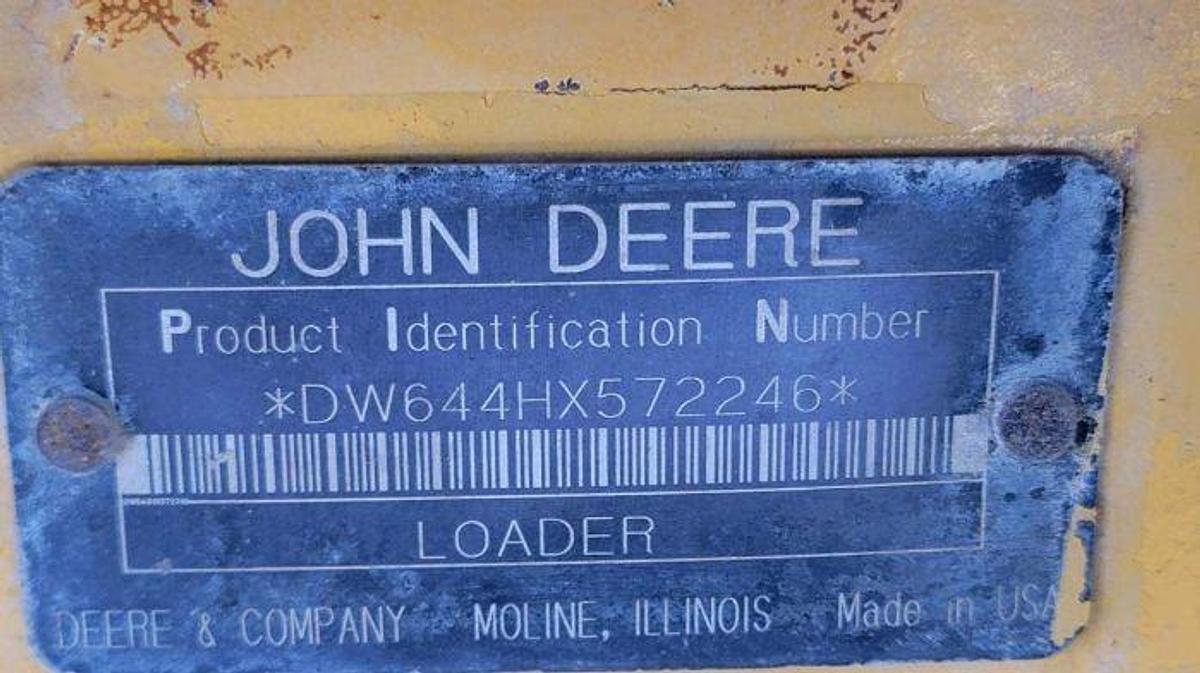 JOHN DEERE
Product Identification Number
*DW644HX572246*
LOADER
DEERE & COMPANY MOLINE, ILLINOIS Made in USA